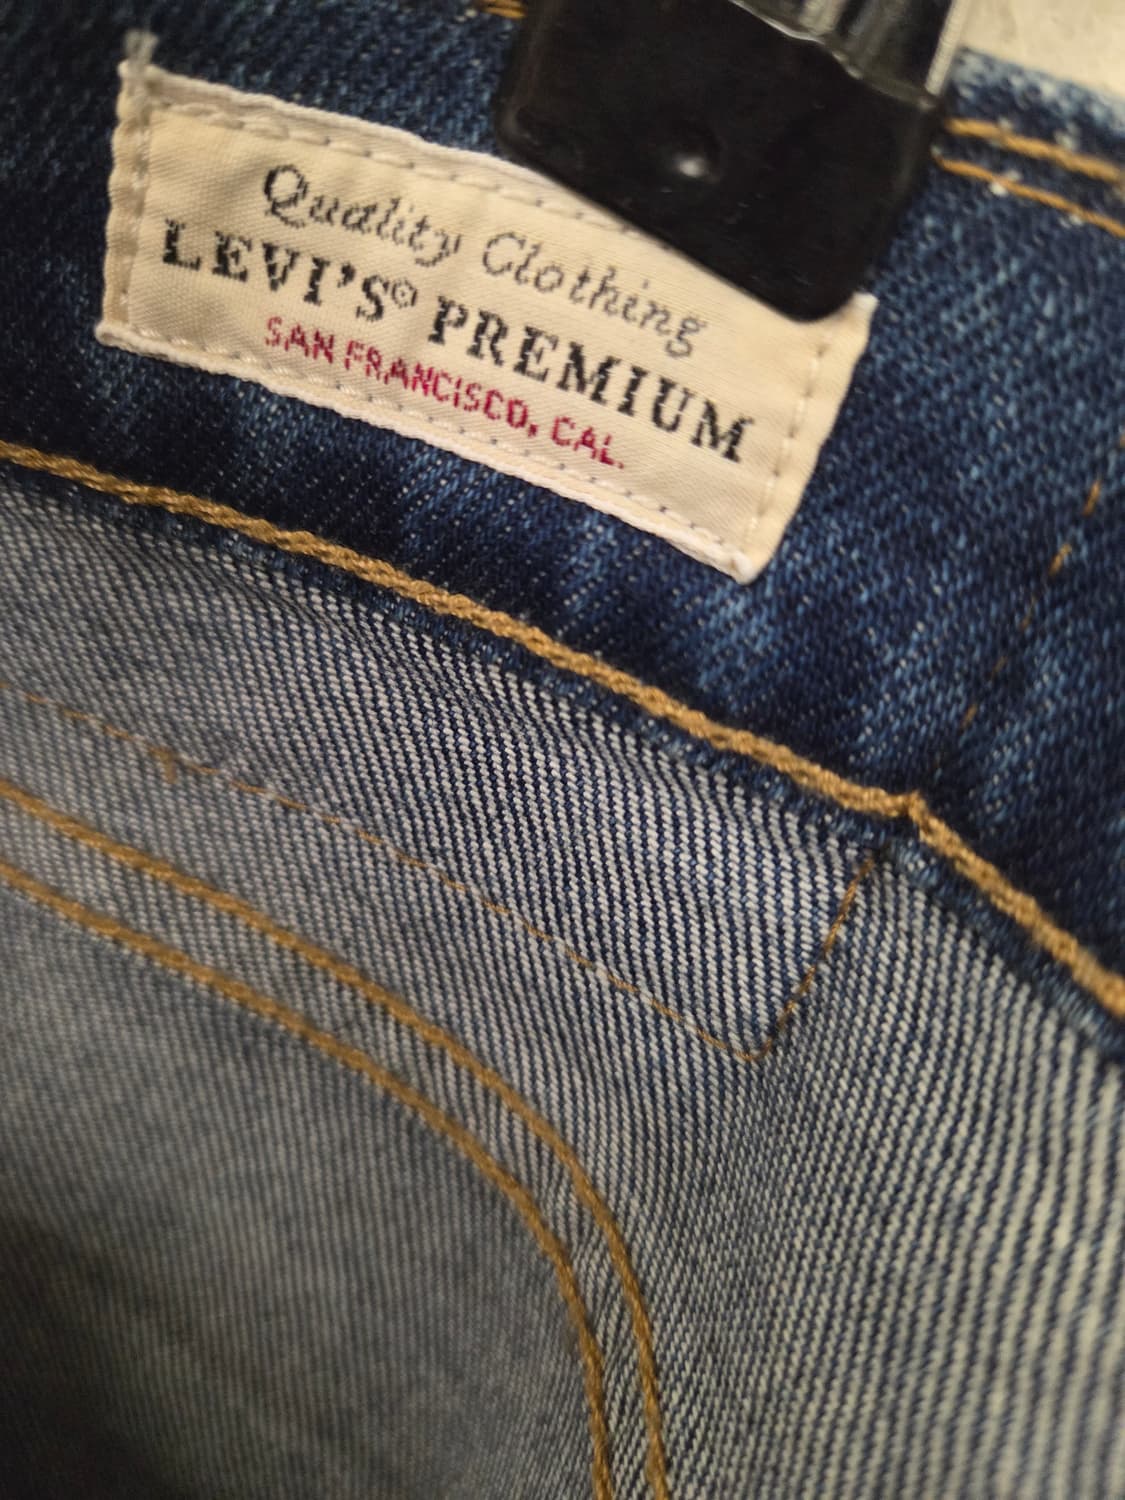 Quality Clothing
LEVI'S® PREMIUM
SAN FRANCISCO, CAL.